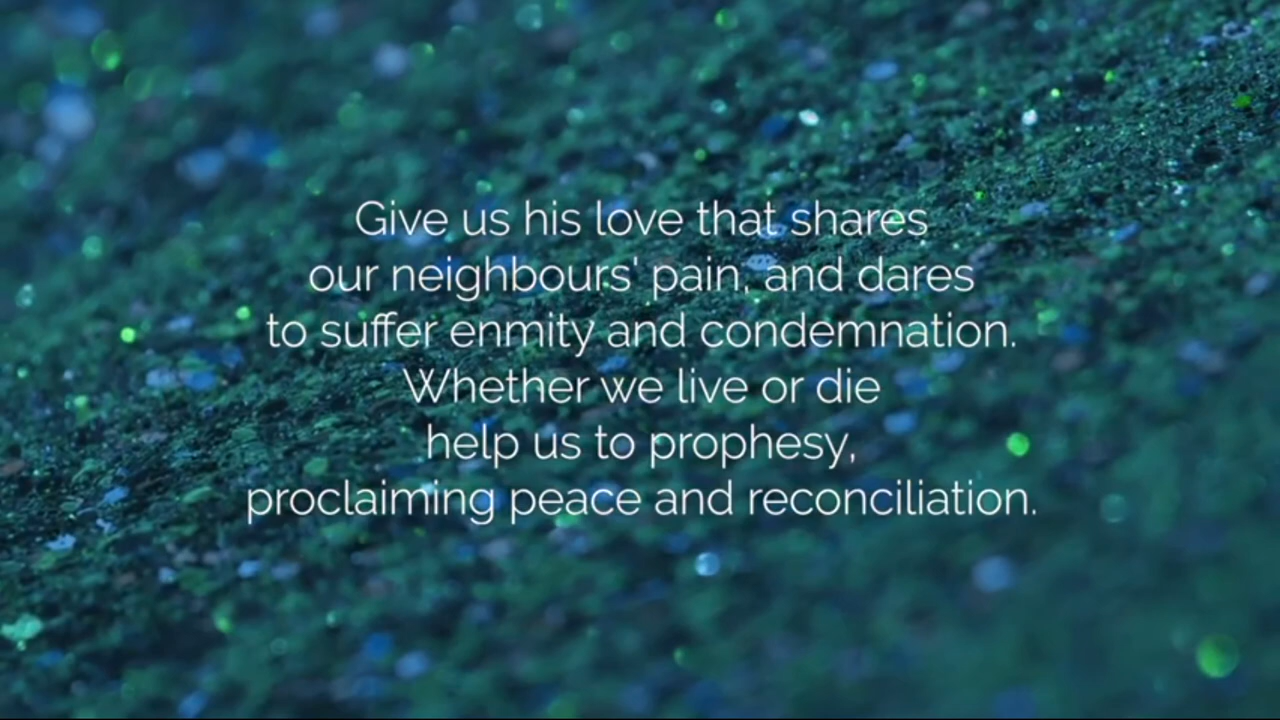 Give us his love that shares
our neighbours' pain, and dares
to suffer enmity and condemnation.
Whether we live or die
help us to prophesy,
proclaiming peace and reconciliation.